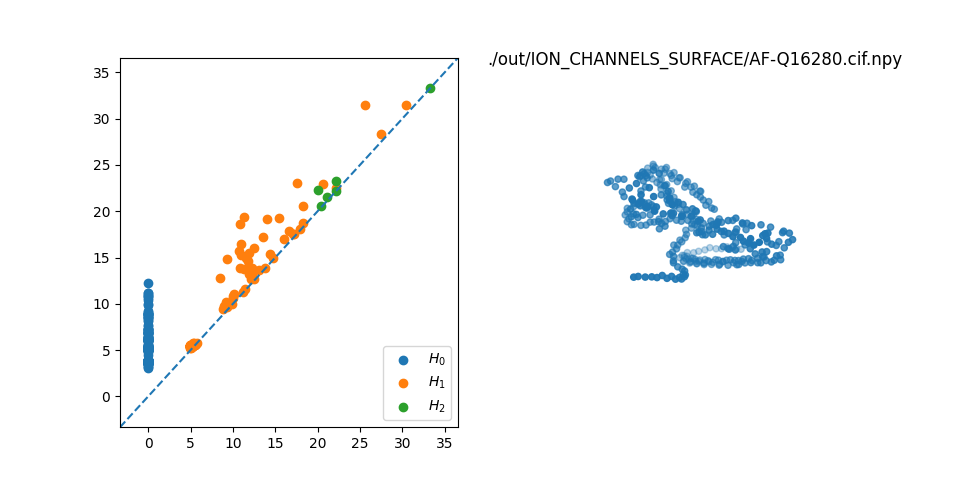 ./out/ION_CHANNELS_SURFACE/AF-Q16280.cif.npy
35
30
25
20
15
10
5
0
H₀
H₁
H₂
0 5 10 15 20 25 30 35